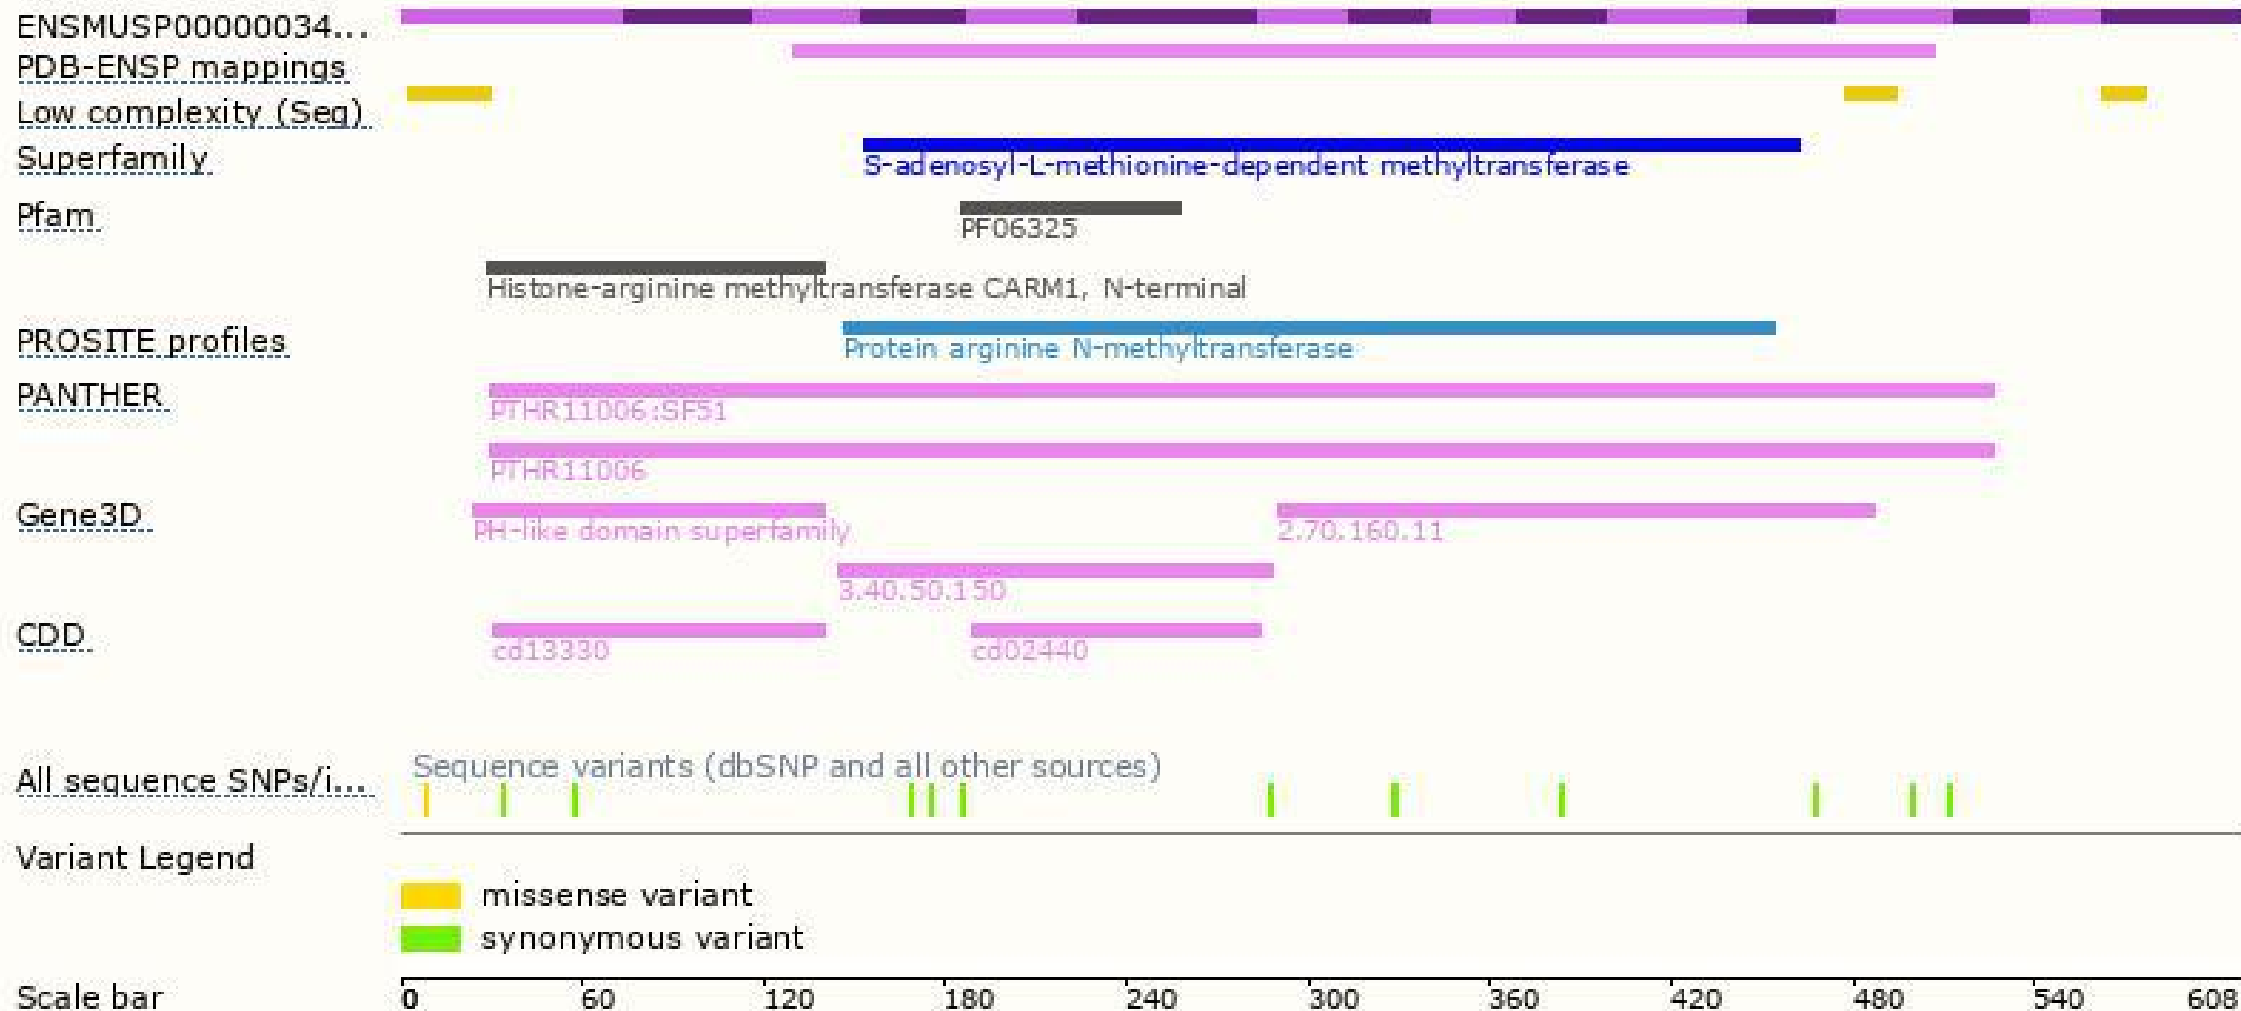 ENSMUSP00000034...
PDB-ENSP mappings
Low complexity (Seg)
Superfamily
S-adenosyl-L-methionine-dependent methyltransferase
Pfam
PF06325
Histone-arginine methyltransferase CARM1, N-terminal
PROSITE profiles
Protein arginine N-methyltransferase
PANTHER
PTHR11006:SF51
PTHR11006
Gene3D
PH-like domain superfamily 2.70.160.11
3.40.50.150
CDD
cd13330 cd02440
Sequence variants (dbSNP and all other sources)
All sequence SNPs/i...
Variant Legend
missense variant
synonymous variant
Scale bar 0 60 120 180 240 300 360 420 480 540 608